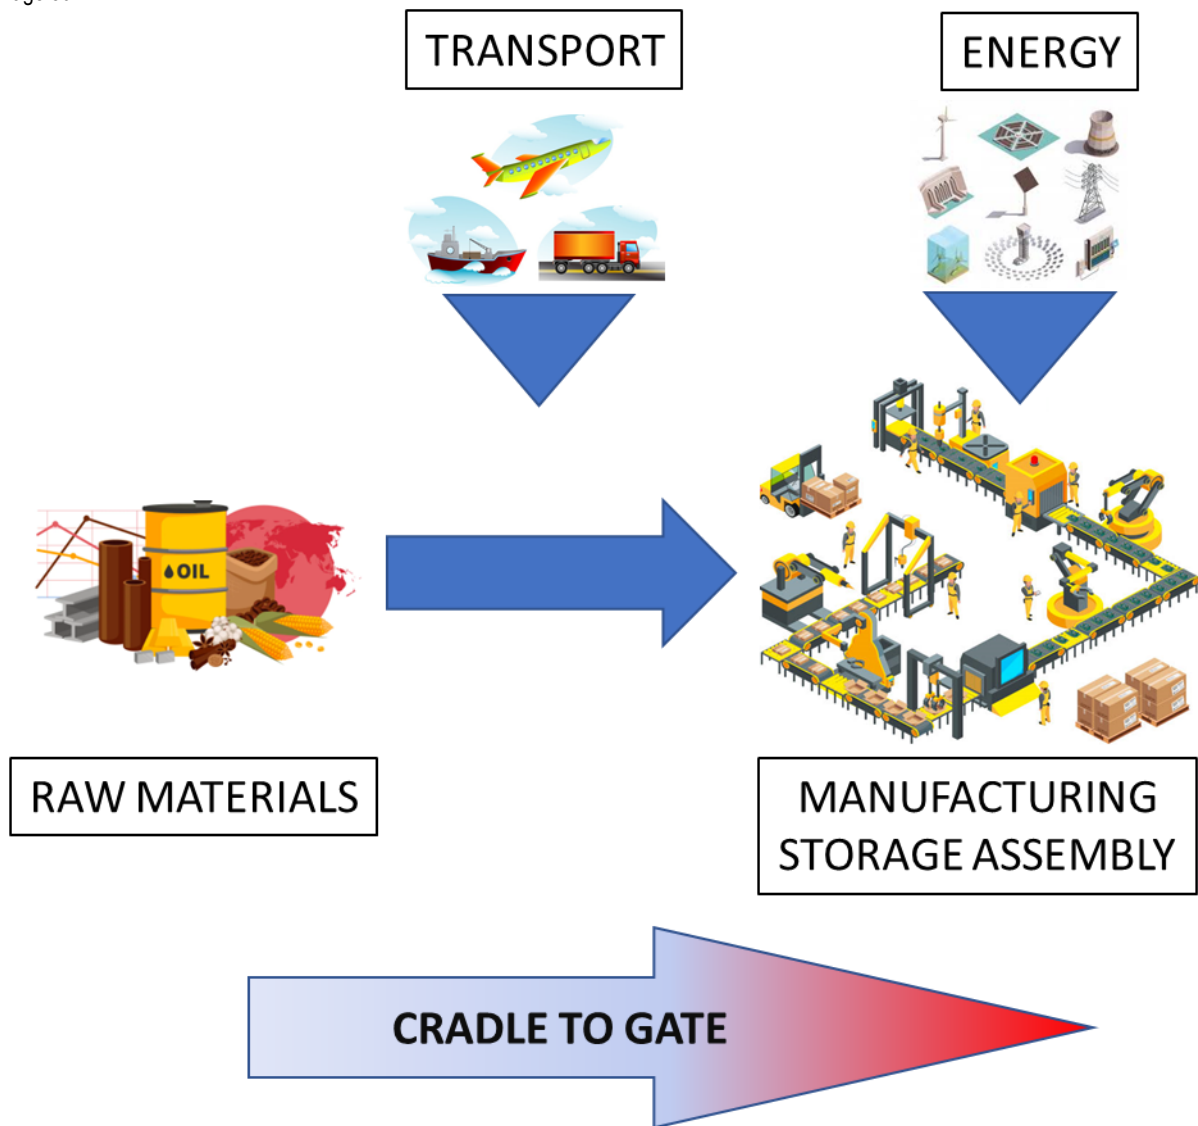 TRANSPORT
ENERGY
OIL
RAW MATERIALS
MANUFACTURING
STORAGE ASSEMBLY
CRADLE TO GATE